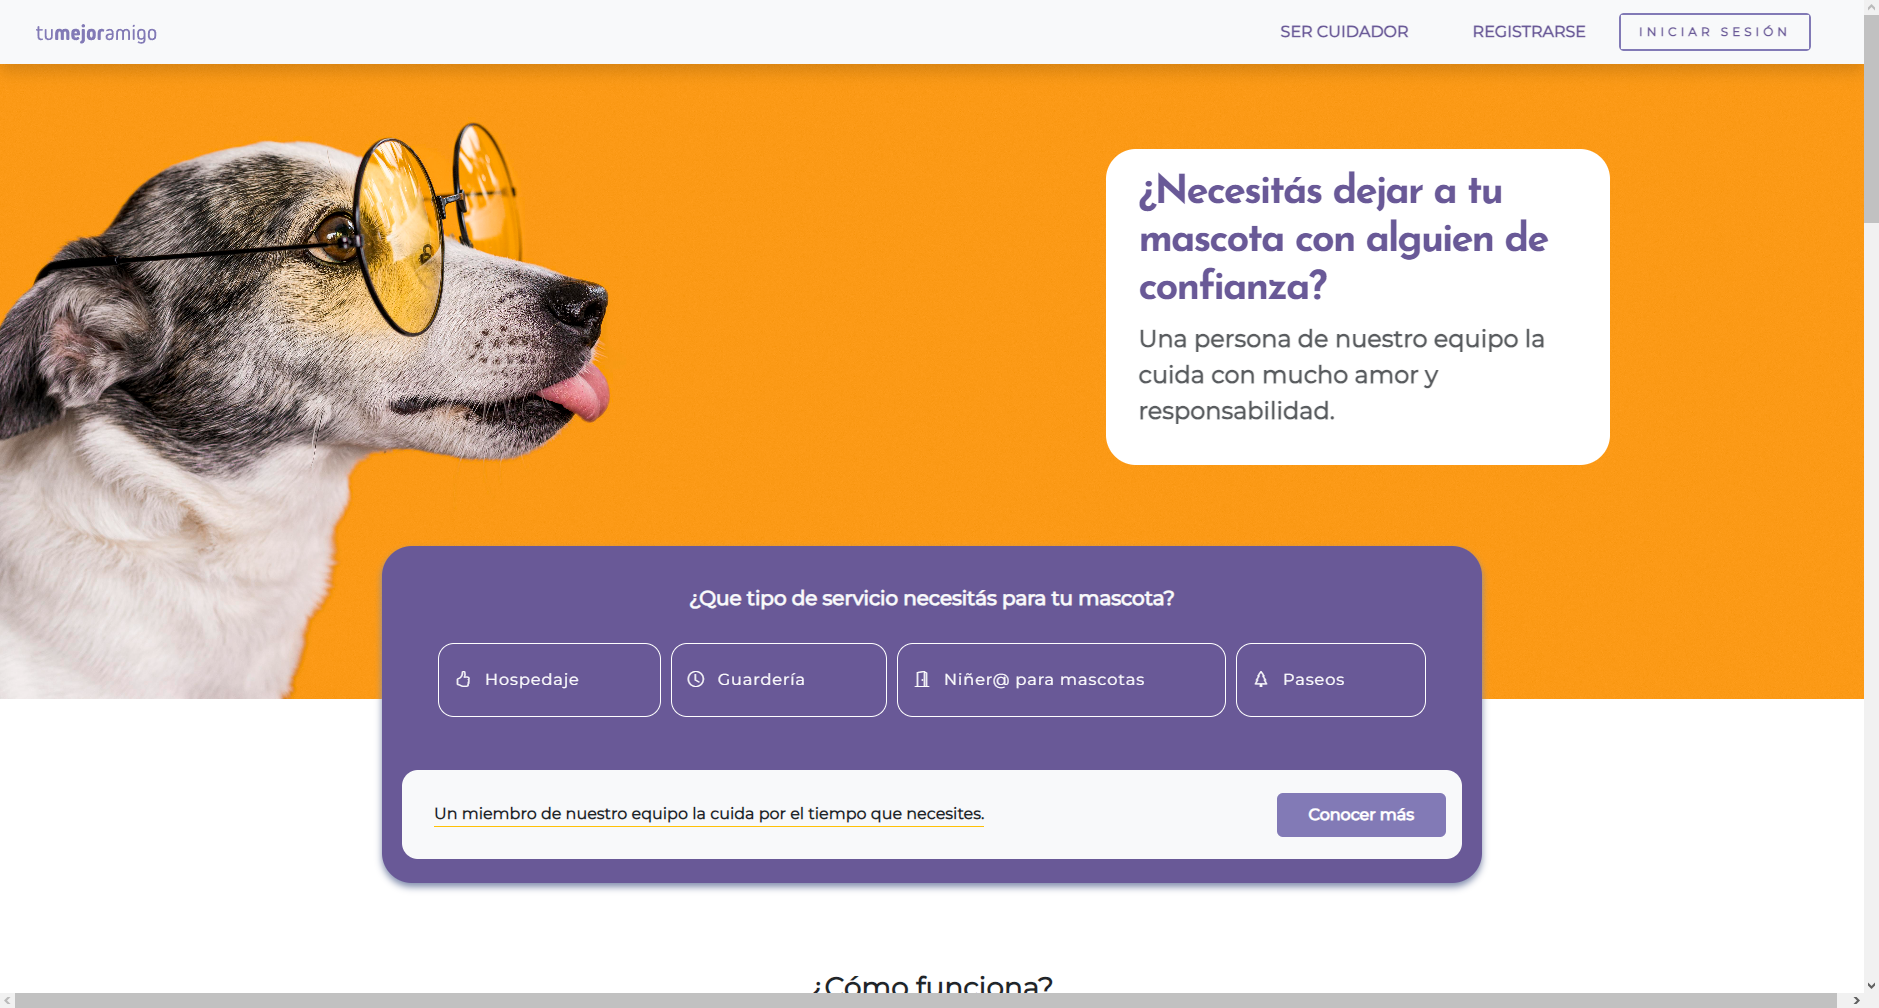 tumejoramigo
SER CUIDADOR
REGISTRARSE
INICIAR SESIÓN
¿Necesitás dejar a tu
mascota con alguien de
confianza?
Una persona de nuestro equipo la
cuida con mucho amor y
responsabilidad.
¿Que tipo de servicio necesitás para tu mascota?
Hospedaje
Guardería
Niñer@ para mascotas
Paseos
Un miembro de nuestro equipo la cuida por el tiempo que necesites.
Conocer más
¿Cómo funciona?